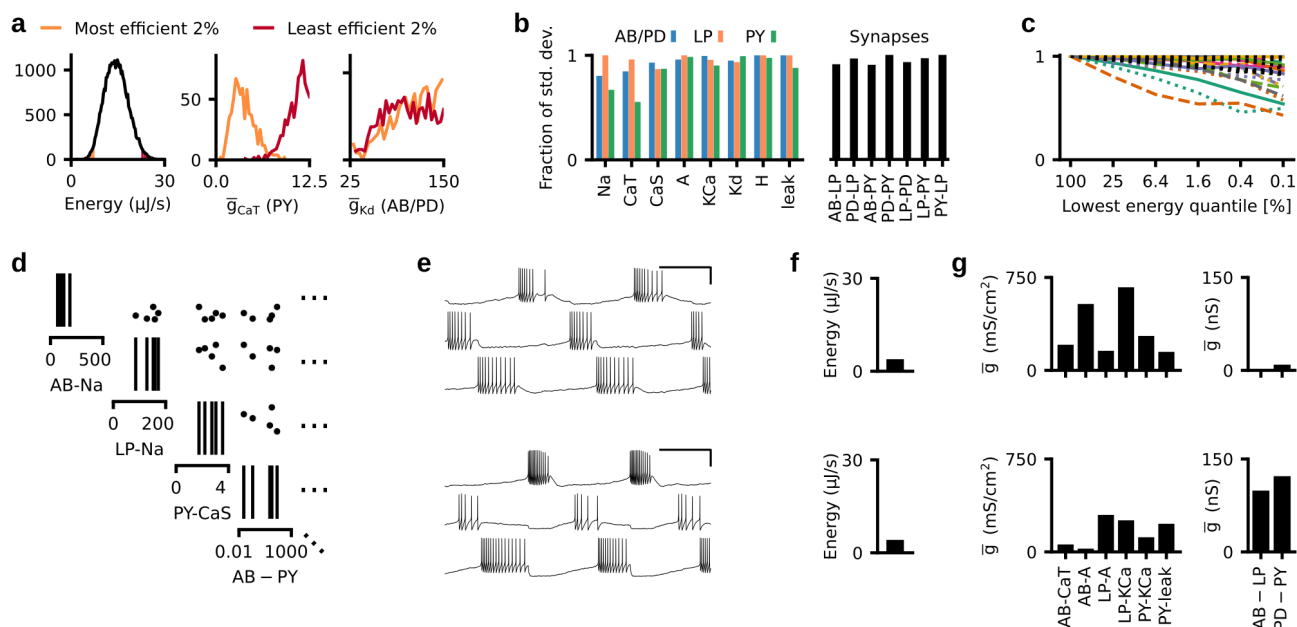 a
Most efficient 2%
Least efficient 2%
1000
500
0
0
30
Energy (μJ/s)
50
0
0.0
12.5
g̅CaT (PY)
25
150
g̅Kd (AB/PD)
b
AB/PD
LP
PY
Fraction of std. dev.
1
0
Na
CaT
CaS
A
KCa
Kd
H
leak
Synapses
1
0
AB-LP
PD-LP
AB-PY
PD-PY
LP-PD
LP-PY
PY-LP
c
1
0
100
25
6.4
1.6
0.4
0.1
Lowest energy quantile [%]
d
0
500
AB-Na
0
200
LP-Na
0
4
PY-CaS
0.01
1000
AB − PY
e
f
Energy (μJ/s)
30
0
Energy (μJ/s)
30
0
g
g̅ (mS/cm²)
750
0
g̅ (nS)
150
0
g̅ (mS/cm²)
750
0
AB-CaT
AB-A
LP-A
LP-KCa
PY-KCa
PY-leak
g̅ (nS)
150
0
AB − LP
PD − PY